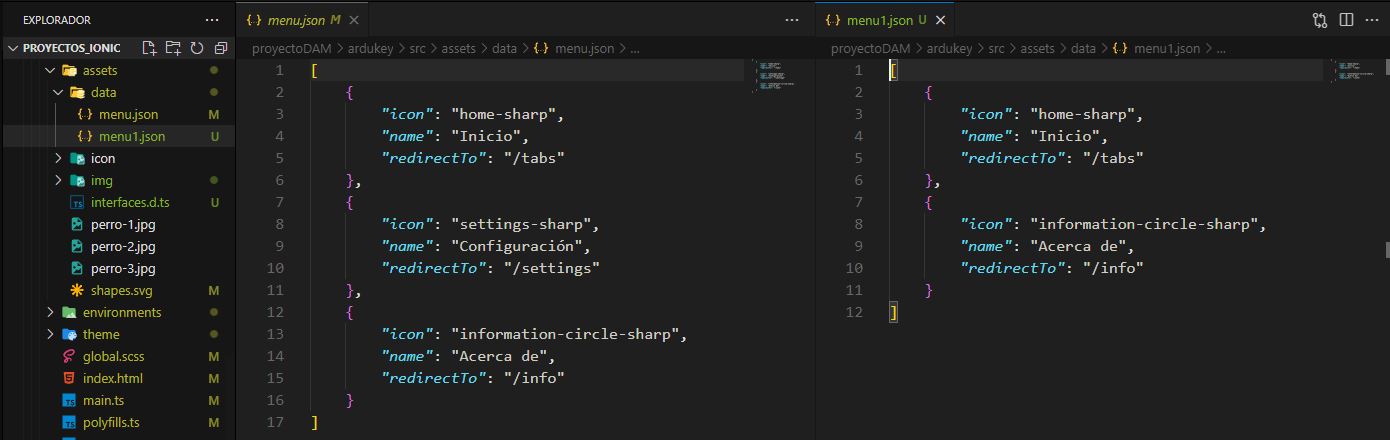 EXPLORADOR ···
PROYECTOS_IONIC
assets
data
menu.json M
menu1.json U
icon
img
interfaces.d.ts U
perro-1.jpg
perro-2.jpg
perro-3.jpg
shapes.svg M
environments
theme
global.scss M
index.html M
main.ts M
polyfills.ts M
menu.json M
proyectoDAM > ardukey > src > assets > data > menu.json > ...
1 [
2 {
3 "icon": "home-sharp",
4 "name": "Inicio",
5 "redirectTo": "/tabs"
6 },
7 {
8 "icon": "settings-sharp",
9 "name": "Configuración",
10 "redirectTo": "/settings"
11 },
12 {
13 "icon": "information-circle-sharp",
14 "name": "Acerca de",
15 "redirectTo": "/info"
16 }
17 ]
menu1.json U
proyectoDAM > ardukey > src > assets > data > menu1.json > ...
1 [
2 {
3 "icon": "home-sharp",
4 "name": "Inicio",
5 "redirectTo": "/tabs"
6 },
7 {
8 "icon": "information-circle-sharp",
9 "name": "Acerca de",
10 "redirectTo": "/info"
11 }
12 ]